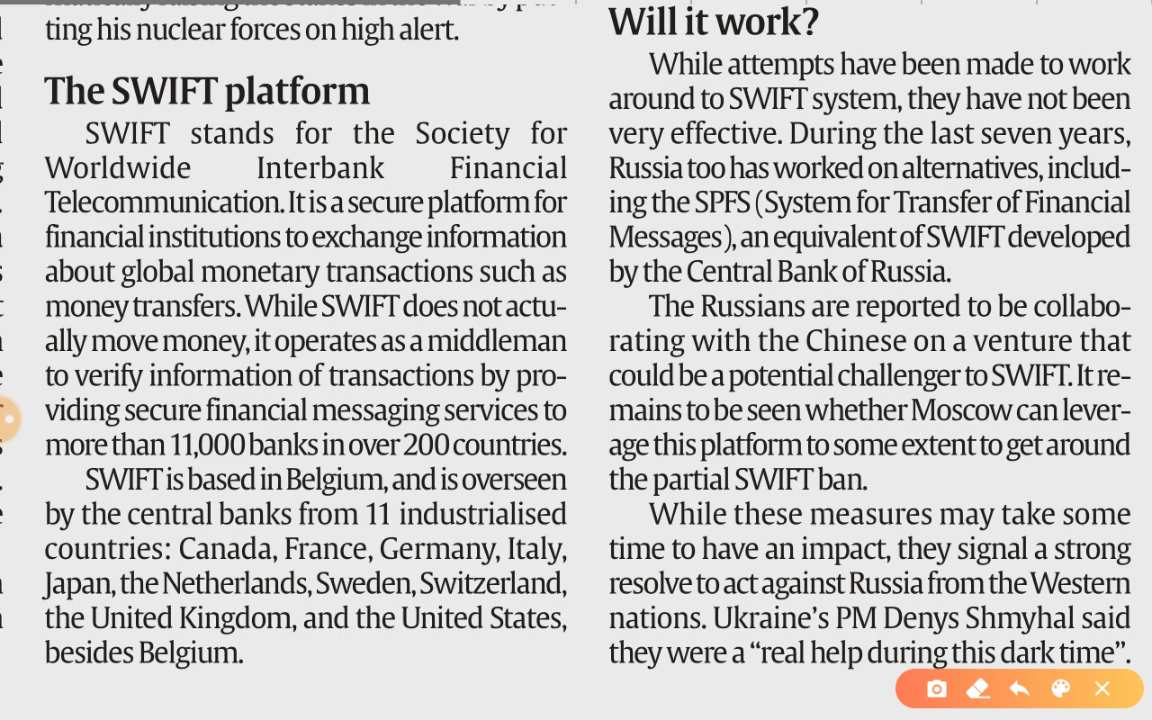 ting his nuclear forces on high alert.
The SWIFT platform
SWIFT stands for the Society for
Worldwide Interbank Financial
Telecommunication. It is a secure platform for
financial institutions to exchange information
about global monetary transactions such as
money transfers. While SWIFT does not actu-
ally move money, it operates as a middleman
to verify information of transactions by pro-
viding secure financial messaging services to
more than 11,000 banks in over 200 countries.
SWIFT is based in Belgium, and is overseen
by the central banks from 11 industrialised
countries: Canada, France, Germany, Italy,
Japan, the Netherlands, Sweden, Switzerland,
the United Kingdom, and the United States,
besides Belgium.
Will it work?
While attempts have been made to work
around to SWIFT system, they have not been
very effective. During the last seven years,
Russia too has worked on alternatives, includ-
ing the SPFS (System for Transfer of Financial
Messages), an equivalent of SWIFT developed
by the Central Bank of Russia.
The Russians are reported to be collabo-
rating with the Chinese on a venture that
could be a potential challenger to SWIFT. It re-
mains to be seen whether Moscow can lever-
age this platform to some extent to get around
the partial SWIFT ban.
While these measures may take some
time to have an impact, they signal a strong
resolve to act against Russia from the Western
nations. Ukraine’s PM Denys Shmyhal said
they were a “real help during this dark time”.